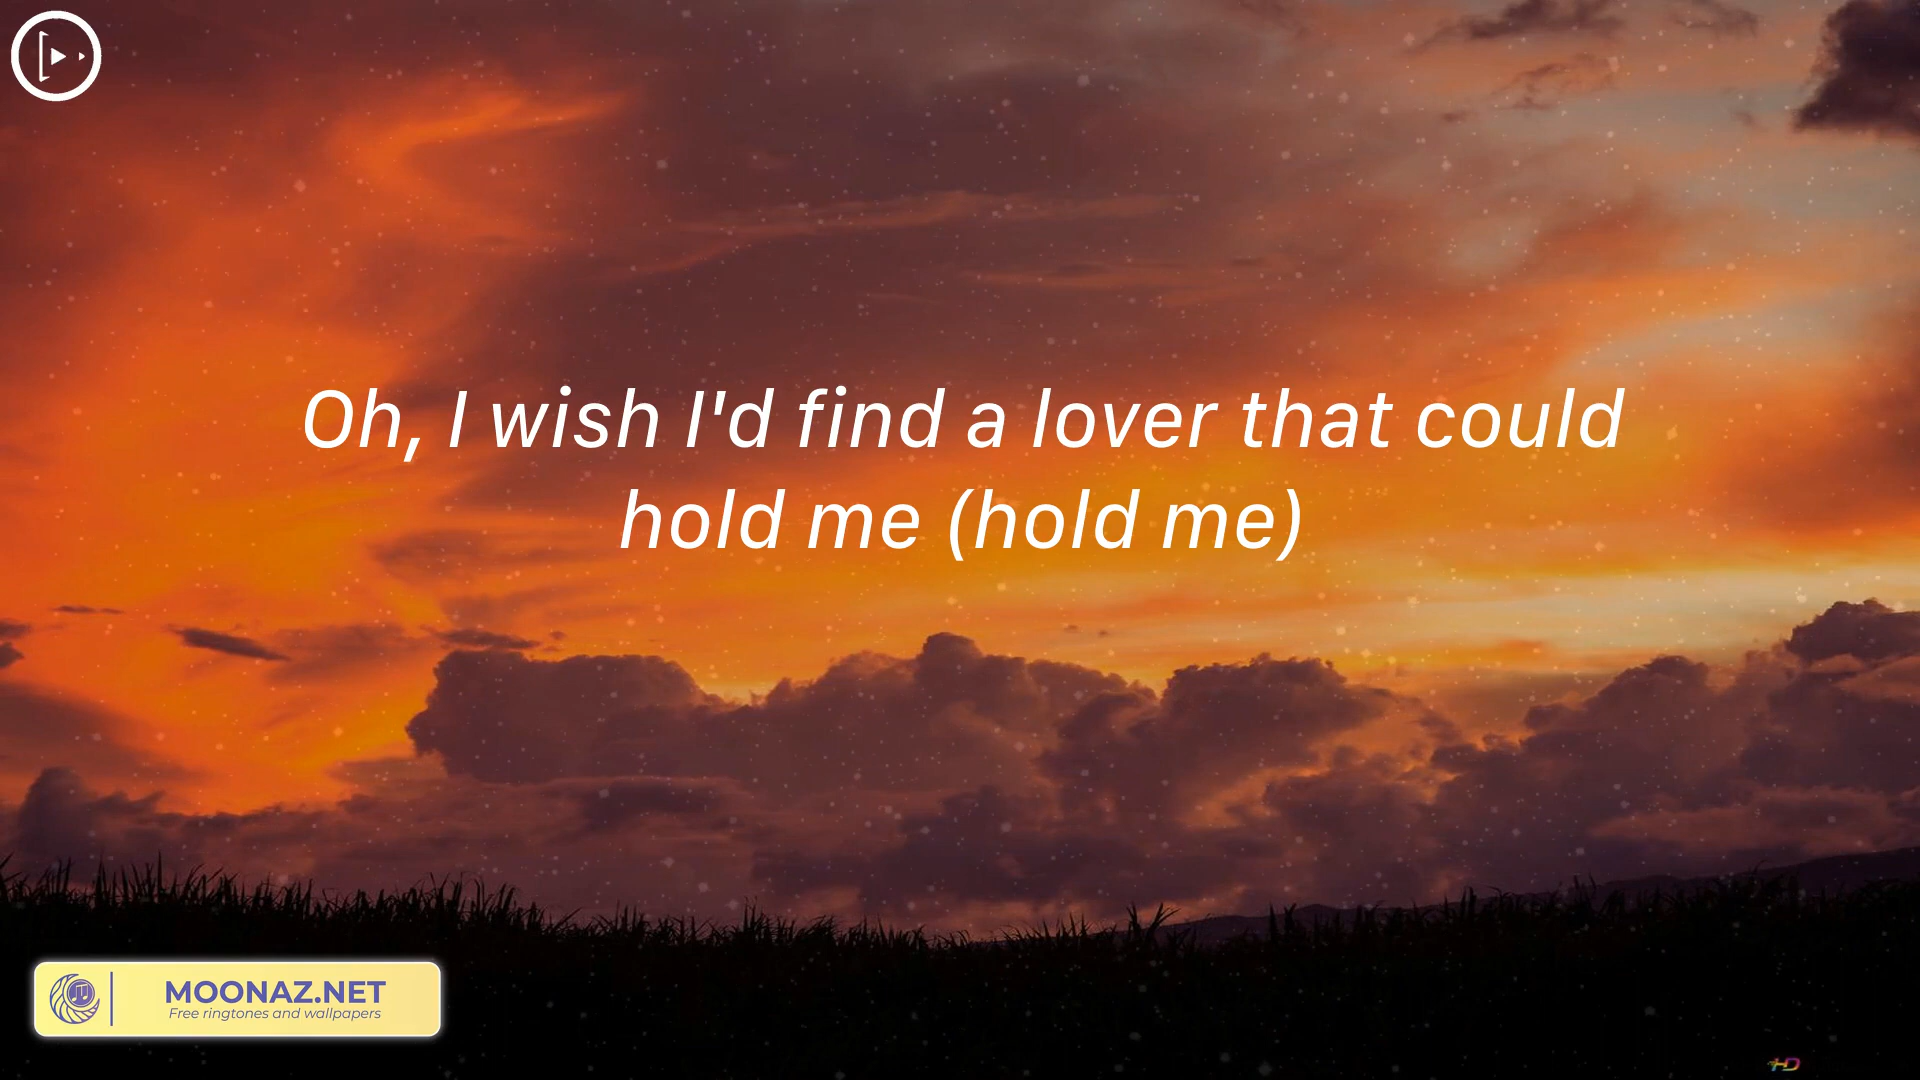 Oh, I wish I'd find a lover that could
hold me (hold me)
MOONAZ.NET
Free ringtones and wallpapers
HD